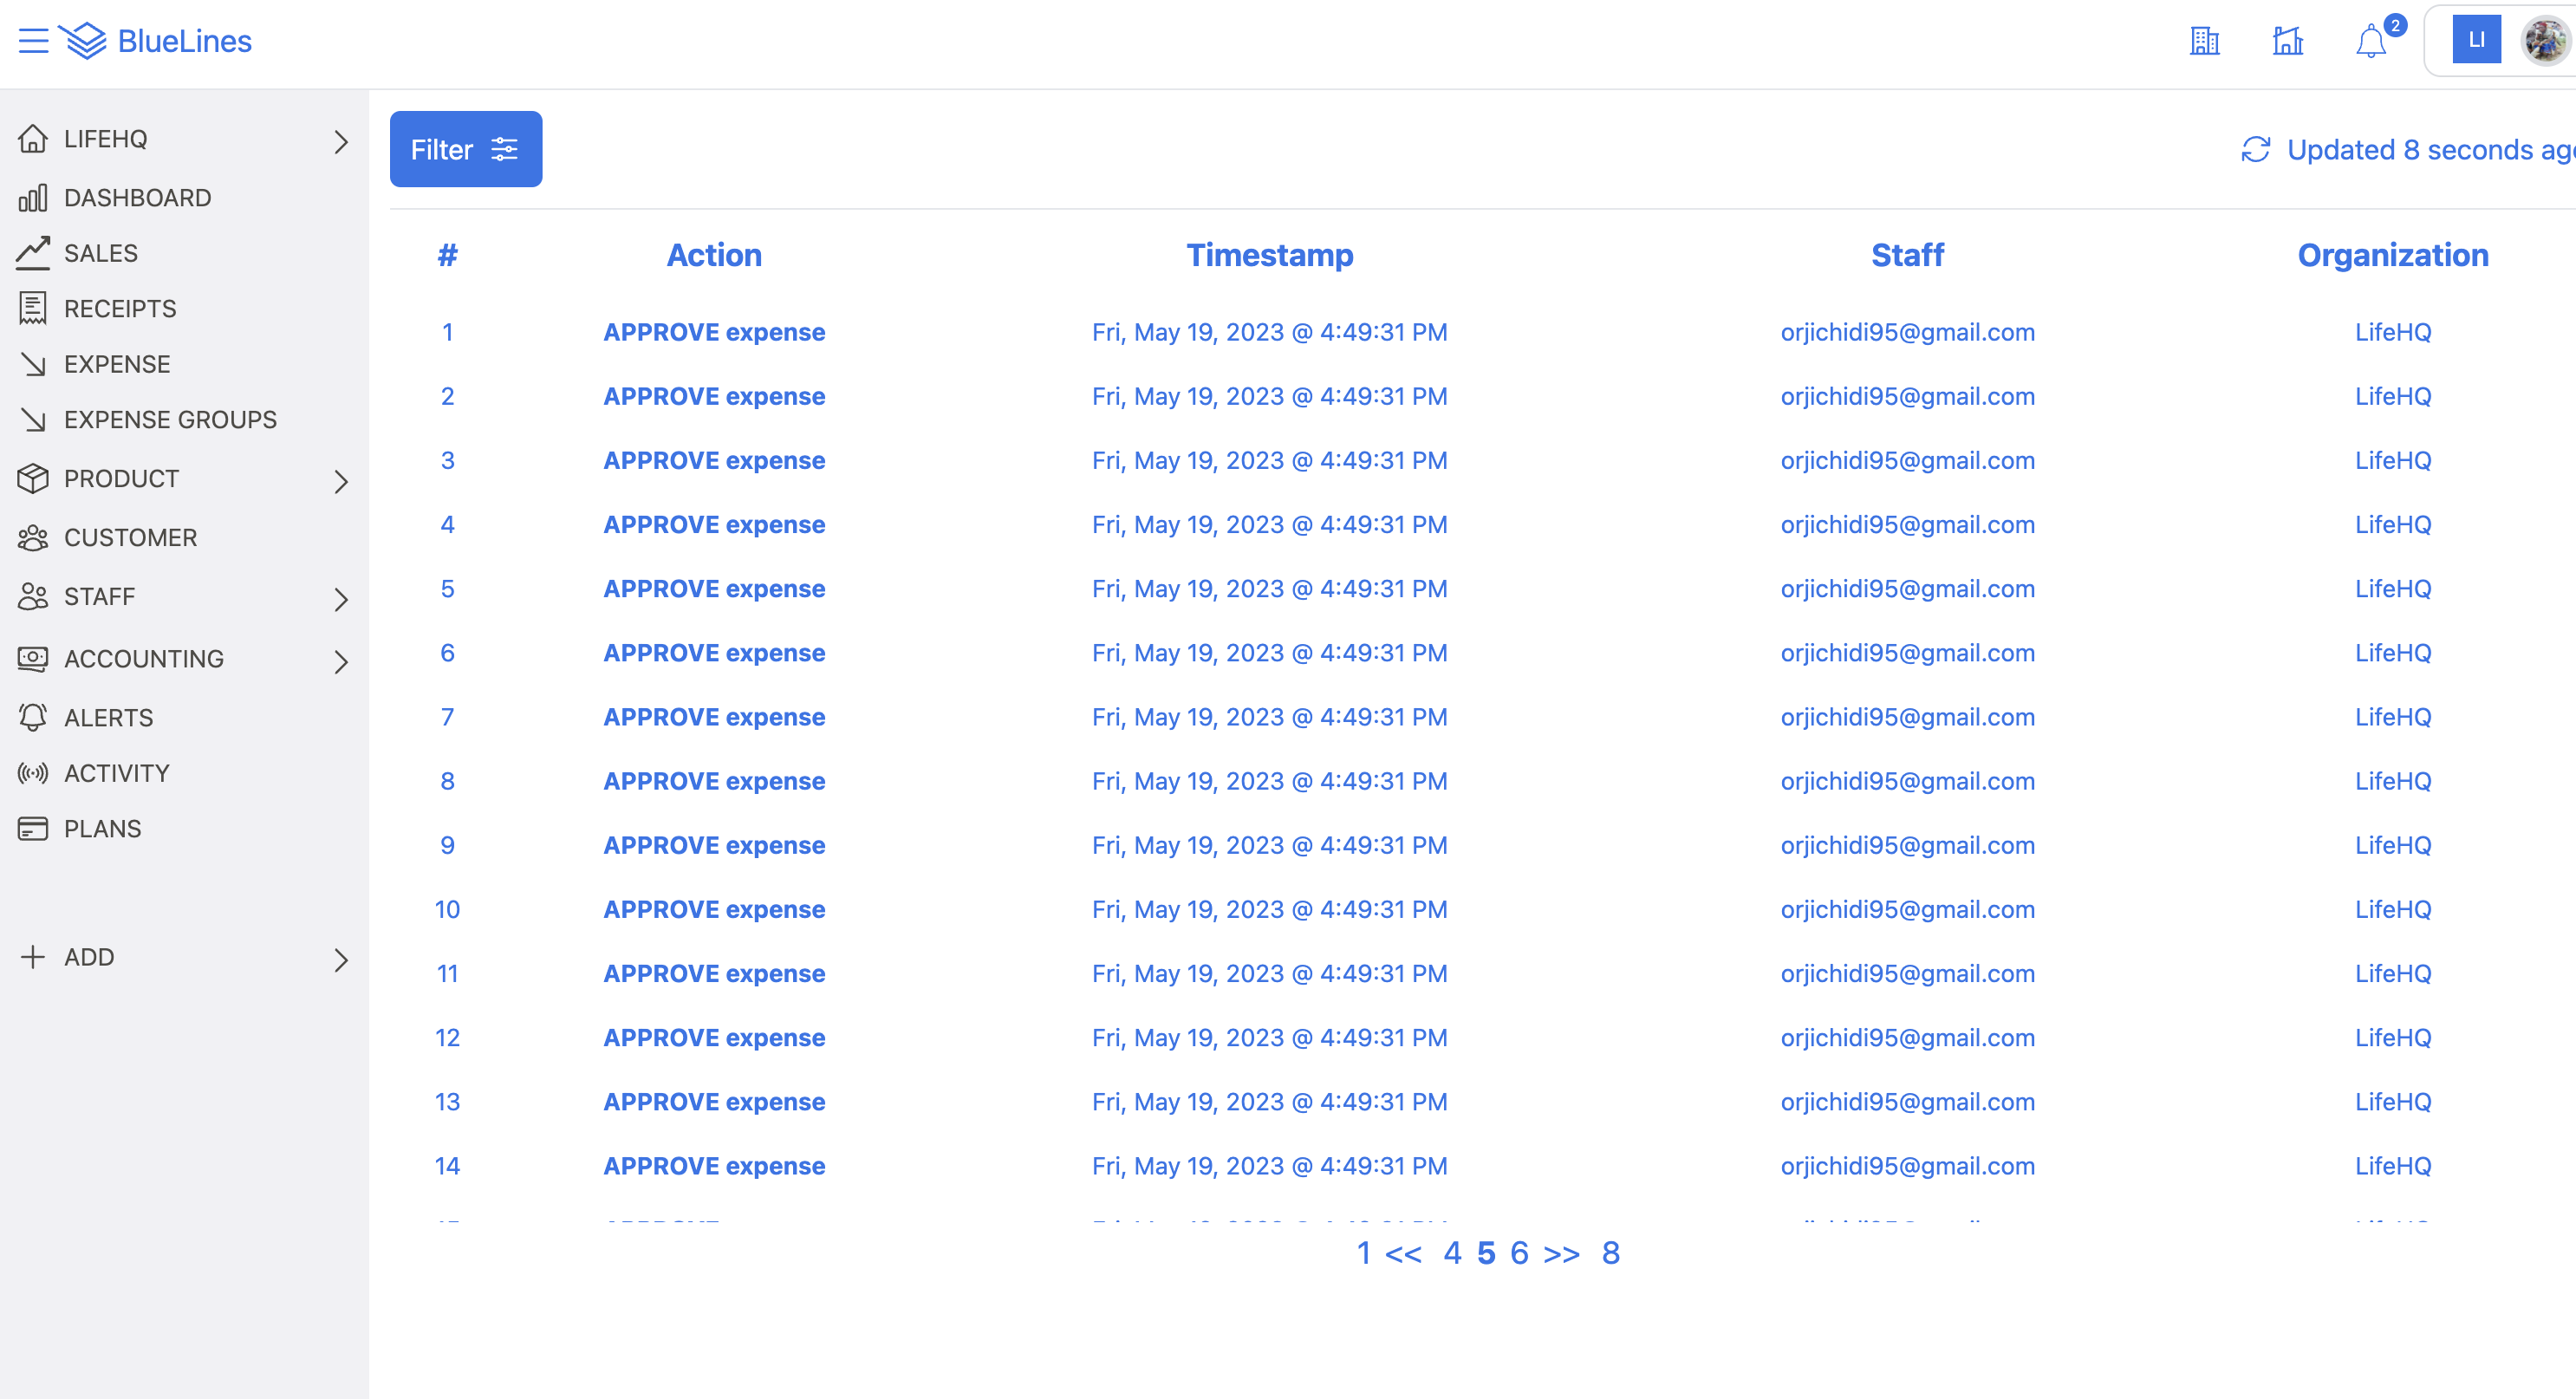 BlueLines
2
LI
LIFEHQ
DASHBOARD
SALES
RECEIPTS
EXPENSE
EXPENSE GROUPS
PRODUCT
CUSTOMER
STAFF
ACCOUNTING
ALERTS
ACTIVITY
PLANS
ADD
Filter
Updated 8 seconds
# Action Timestamp Staff Organization
1 APPROVE expense Fri, May 19, 2023 @ 4:49:31 PM orjichidi95@gmail.com LifeHQ
2 APPROVE expense Fri, May 19, 2023 @ 4:49:31 PM orjichidi95@gmail.com LifeHQ
3 APPROVE expense Fri, May 19, 2023 @ 4:49:31 PM orjichidi95@gmail.com LifeHQ
4 APPROVE expense Fri, May 19, 2023 @ 4:49:31 PM orjichidi95@gmail.com LifeHQ
5 APPROVE expense Fri, May 19, 2023 @ 4:49:31 PM orjichidi95@gmail.com LifeHQ
6 APPROVE expense Fri, May 19, 2023 @ 4:49:31 PM orjichidi95@gmail.com LifeHQ
7 APPROVE expense Fri, May 19, 2023 @ 4:49:31 PM orjichidi95@gmail.com LifeHQ
8 APPROVE expense Fri, May 19, 2023 @ 4:49:31 PM orjichidi95@gmail.com LifeHQ
9 APPROVE expense Fri, May 19, 2023 @ 4:49:31 PM orjichidi95@gmail.com LifeHQ
10 APPROVE expense Fri, May 19, 2023 @ 4:49:31 PM orjichidi95@gmail.com LifeHQ
11 APPROVE expense Fri, May 19, 2023 @ 4:49:31 PM orjichidi95@gmail.com LifeHQ
12 APPROVE expense Fri, May 19, 2023 @ 4:49:31 PM orjichidi95@gmail.com LifeHQ
13 APPROVE expense Fri, May 19, 2023 @ 4:49:31 PM orjichidi95@gmail.com LifeHQ
14 APPROVE expense Fri, May 19, 2023 @ 4:49:31 PM orjichidi95@gmail.com LifeHQ
1 << 4 5 6 >> 8